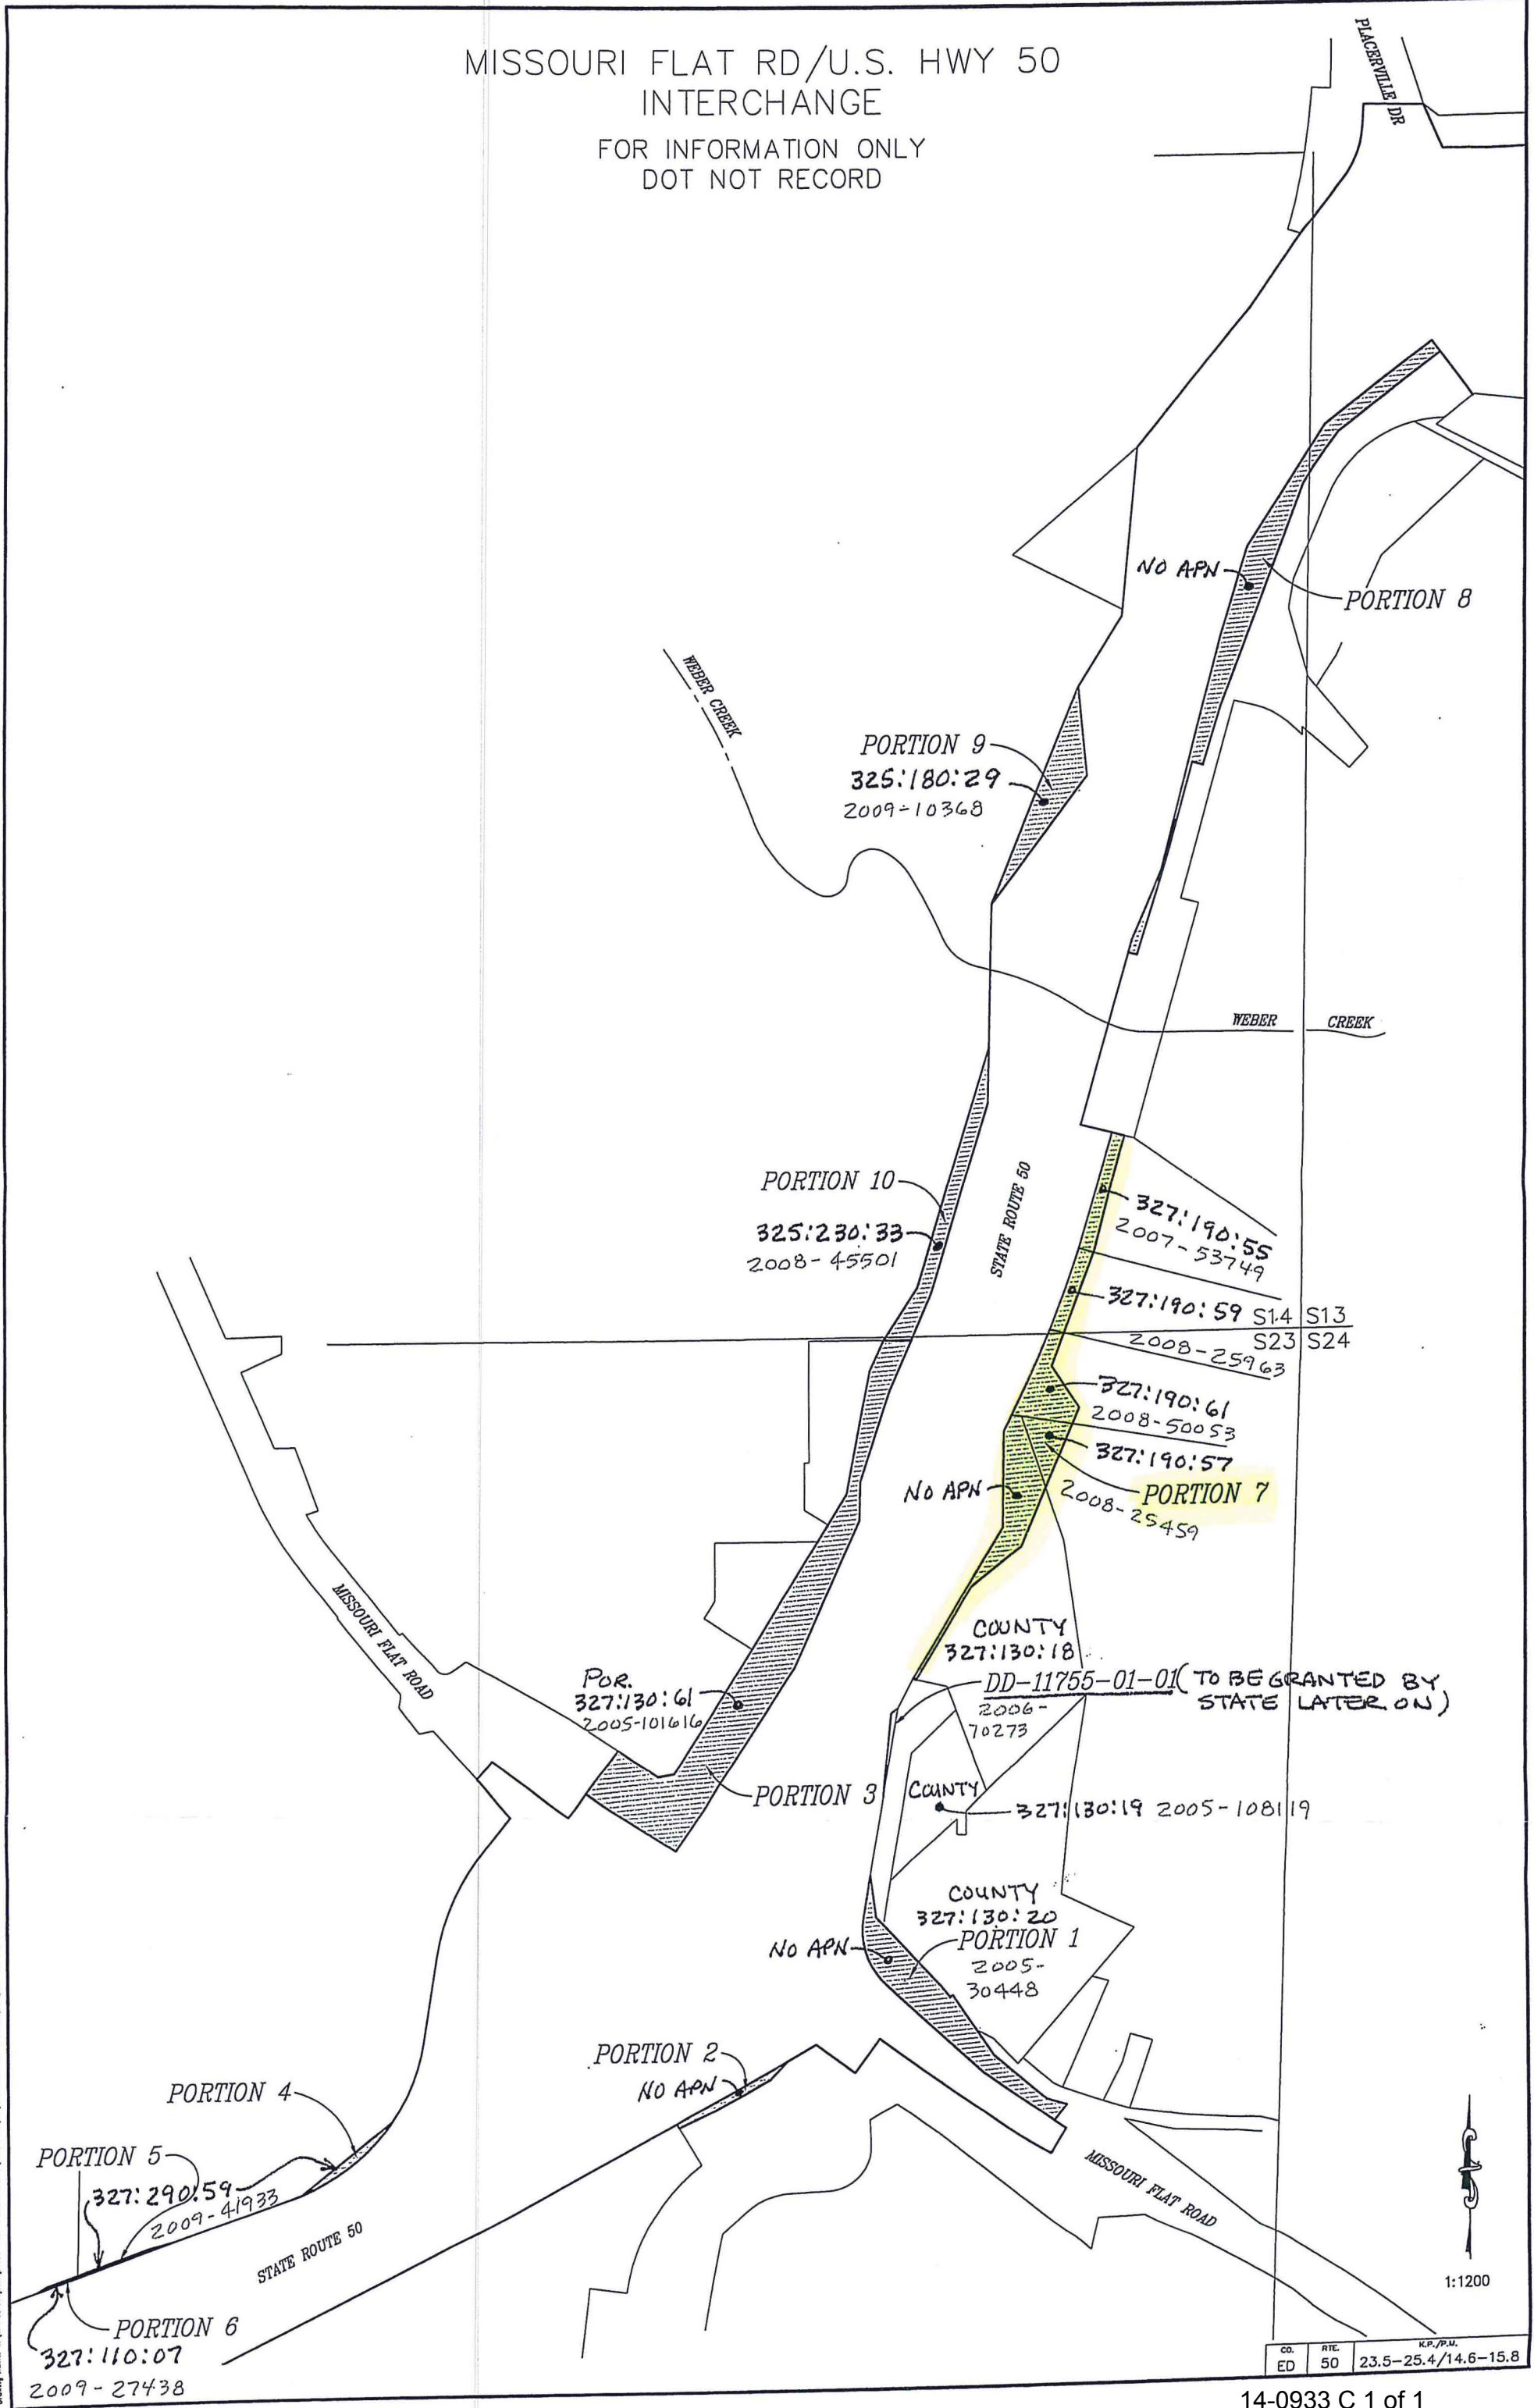 MISSOURI FLAT RD/U.S. HWY 50
INTERCHANGE
FOR INFORMATION ONLY
DOT NOT RECORD
PLACERVILLE DR
NO APN
PORTION 8
WEBER CREEK
PORTION 9
325:180:29
2009-10368
WEBER CREEK
PORTION 10
325:230:33
2008-45501
STATE ROUTE 50
327:190:55
2007-53749
327:190:59
S14 S13
S23 S24
2008-25963
327:190:61
2008-50053
327:190:57
NO APN
PORTION 7
2008-25459
MISSOURI FLAT ROAD
COUNTY
327:130:18
DD-11755-01-01 (TO BE GRANTED BY
STATE LATER ON)
2006-
70273
POR.
327:130:61
2005-101616
PORTION 3
COUNTY
327:130:19 2005-108119
COUNTY
327:130:20
PORTION 1
2005-
30448
NO APN
PORTION 2
NO APN
PORTION 4
PORTION 5
327:290:59
2009-41933
STATE ROUTE 50
MISSOURI FLAT ROAD
PORTION 6
327:110:07
2009-27438
1:1200
CO. RTE. K.P./P.M.
ED 50 23.5-25.4/14.6-15.8
14-0933 C 1 of 1